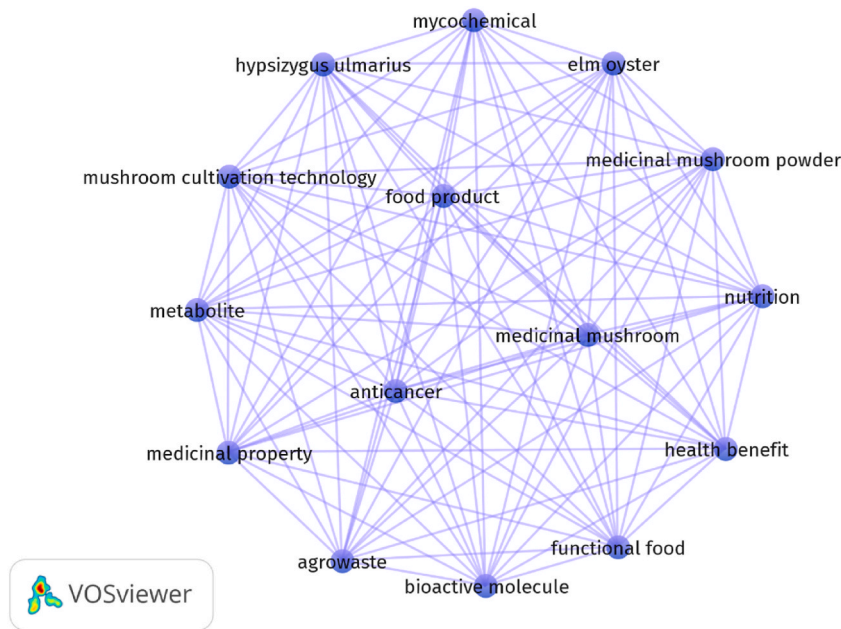 mycochemical
hypsizygus ulmarius
elm oyster
medicinal mushroom powder
mushroom cultivation technology
food product
nutrition
metabolite
medicinal mushroom
anticancer
medicinal property
health benefit
functional food
agrowaste
bioactive molecule
VOSviewer